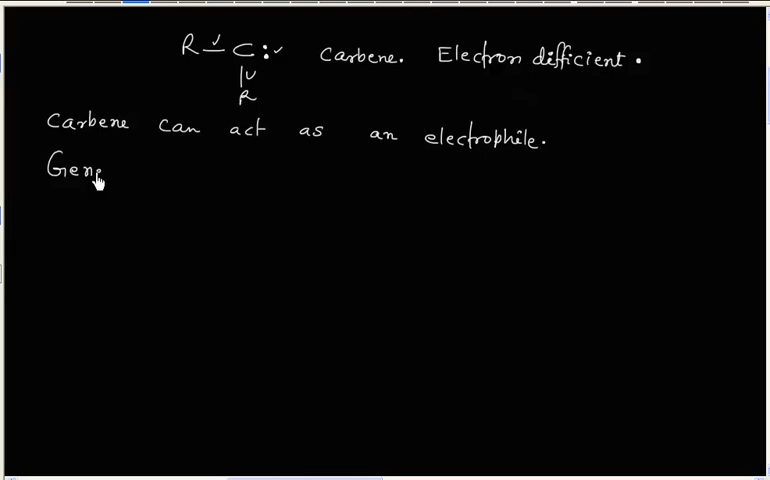 R — C : Carbene. Electron difficient.
R
Carbene can act as an electrophile.
Gen